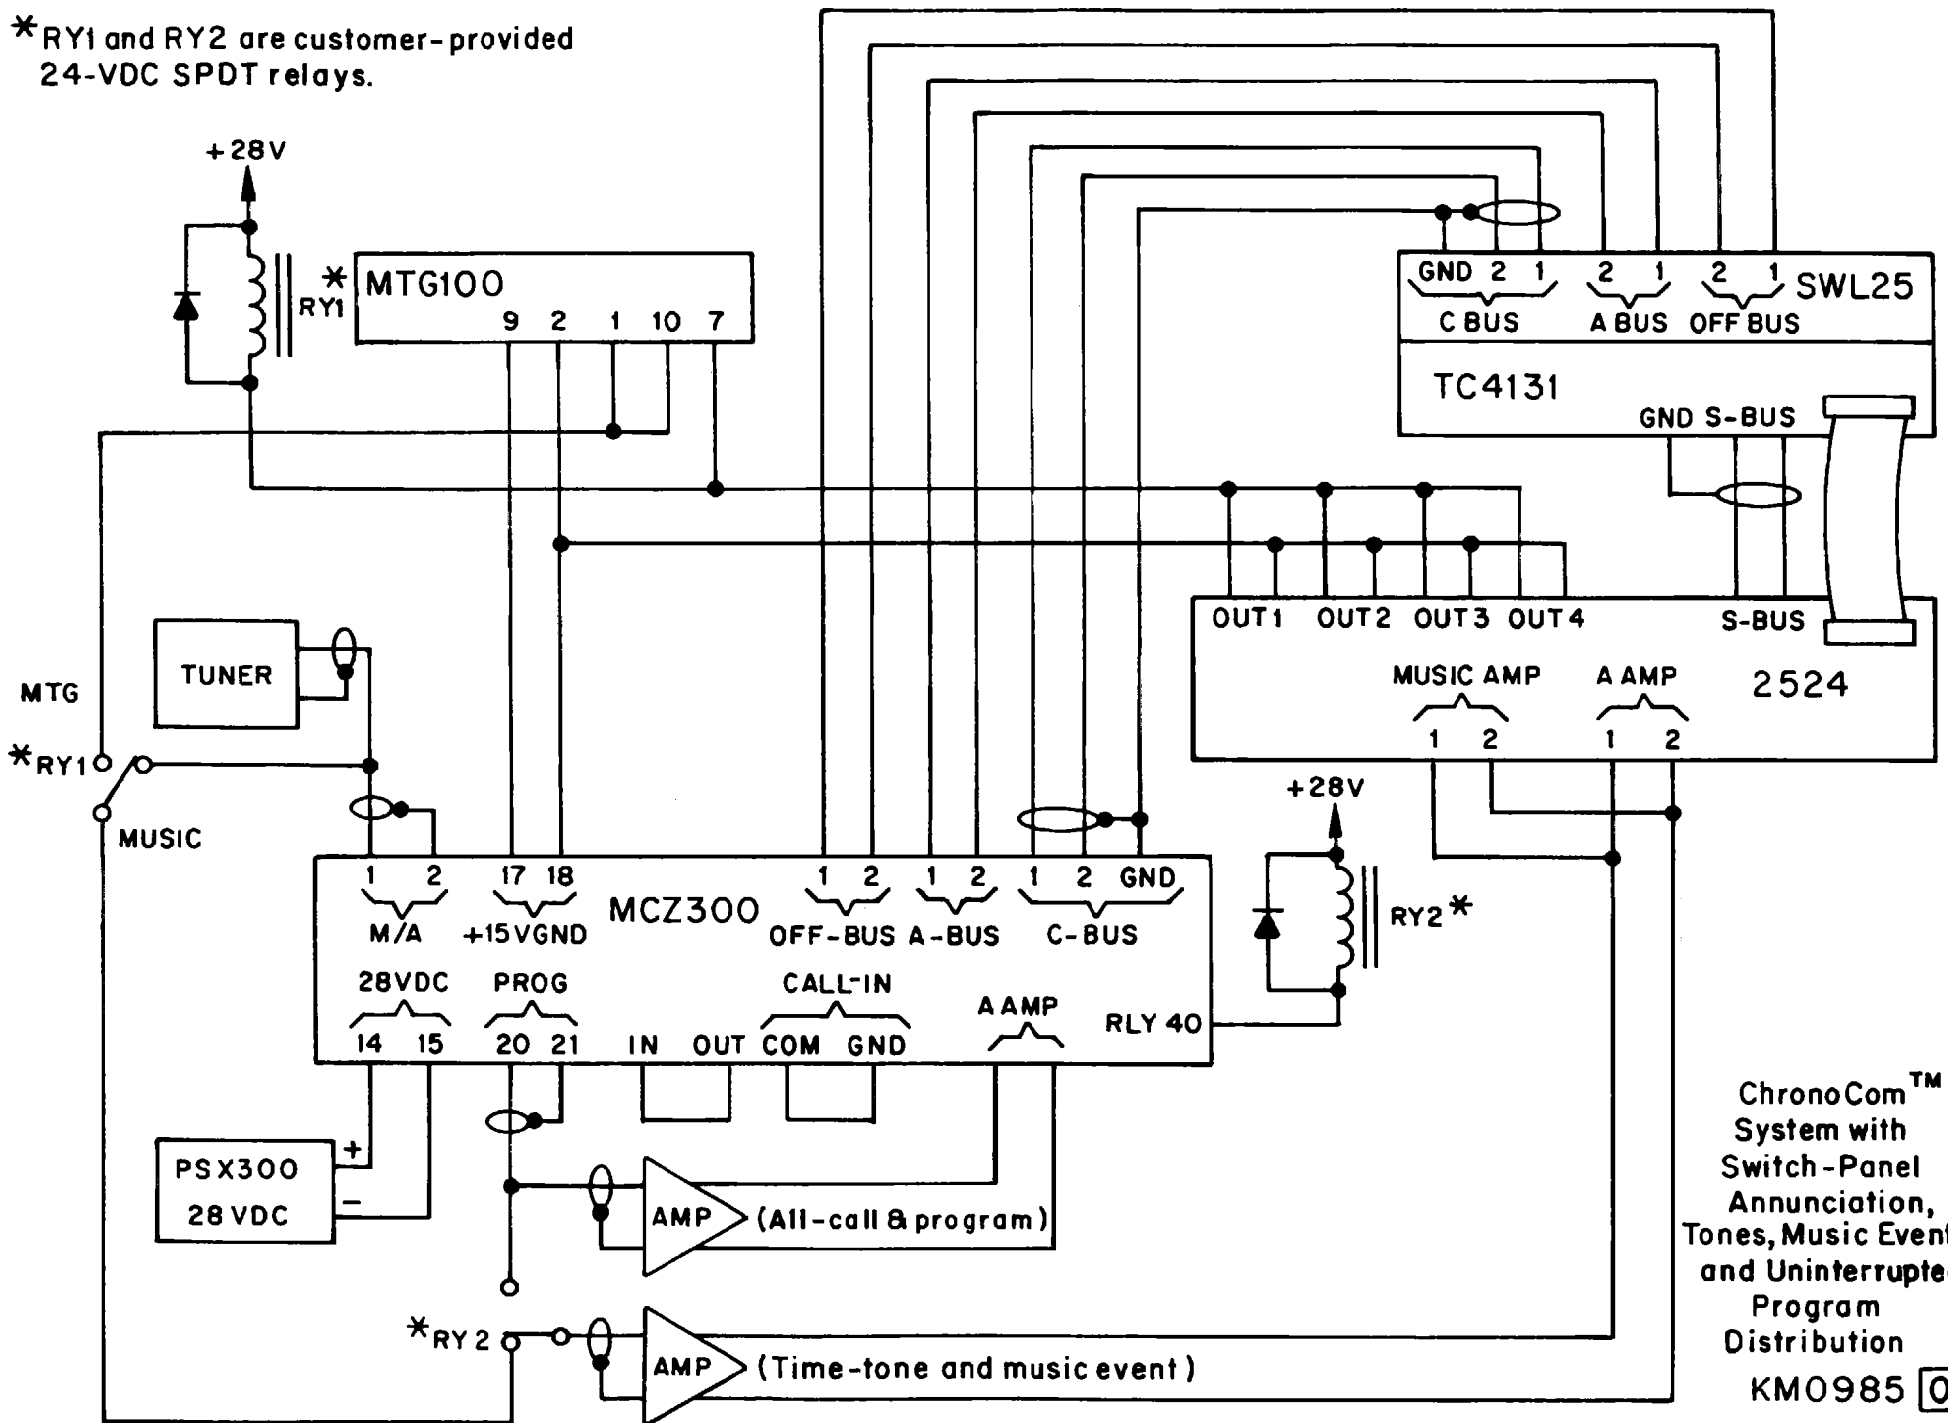 *RY1 and RY2 are customer-provided
24-VDC SPDT relays.
+28V
*
RY1
MTG100
9 2 1 10 7
GND 2 1 2 1 2 1
SWL25
C BUS A BUS OFF BUS
TC4131
GND S-BUS
OUT1 OUT2 OUT3 OUT4 S-BUS
MUSIC AMP A AMP 2524
1 2 1 2
TUNER
MTG
*RY1
MUSIC
+28V
RY2*
1 2 17 18 1 2 1 2 1 2 GND
MCZ300
M/A +15V GND OFF-BUS A-BUS C-BUS
28VDC PROG CALL-IN A AMP
RLY 40
14 15 20 21 IN OUT COM GND
PSX300
28VDC
+
−
AMP (All-call & program)
*RY2
AMP (Time-tone and music event)
ChronoCom™
System with
Switch-Panel
Annunciation,
Tones, Music Event
and
Program
Distribution
KM0985 0